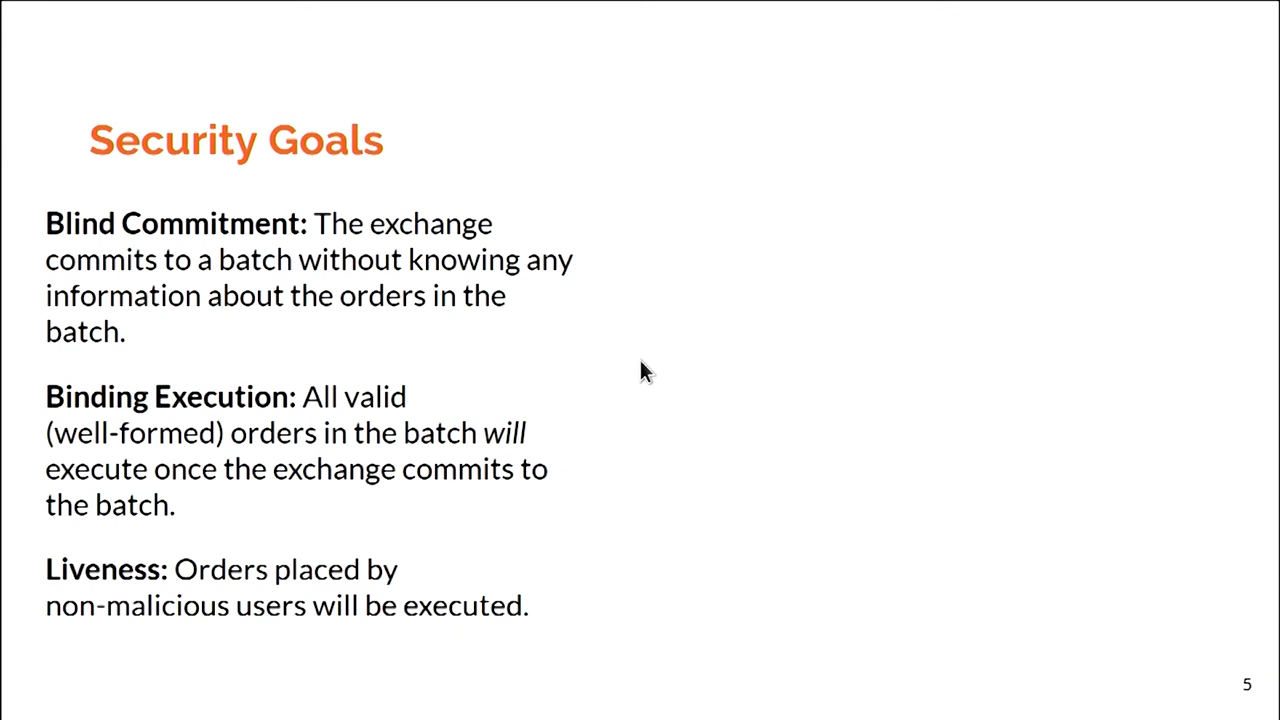 Security Goals
Blind Commitment: The exchange
commits to a batch without knowing any
information about the orders in the
batch.
Binding Execution: All valid
(well-formed) orders in the batch will
execute once the exchange commits to
the batch.
Liveness: Orders placed by
non-malicious users will be executed.
5